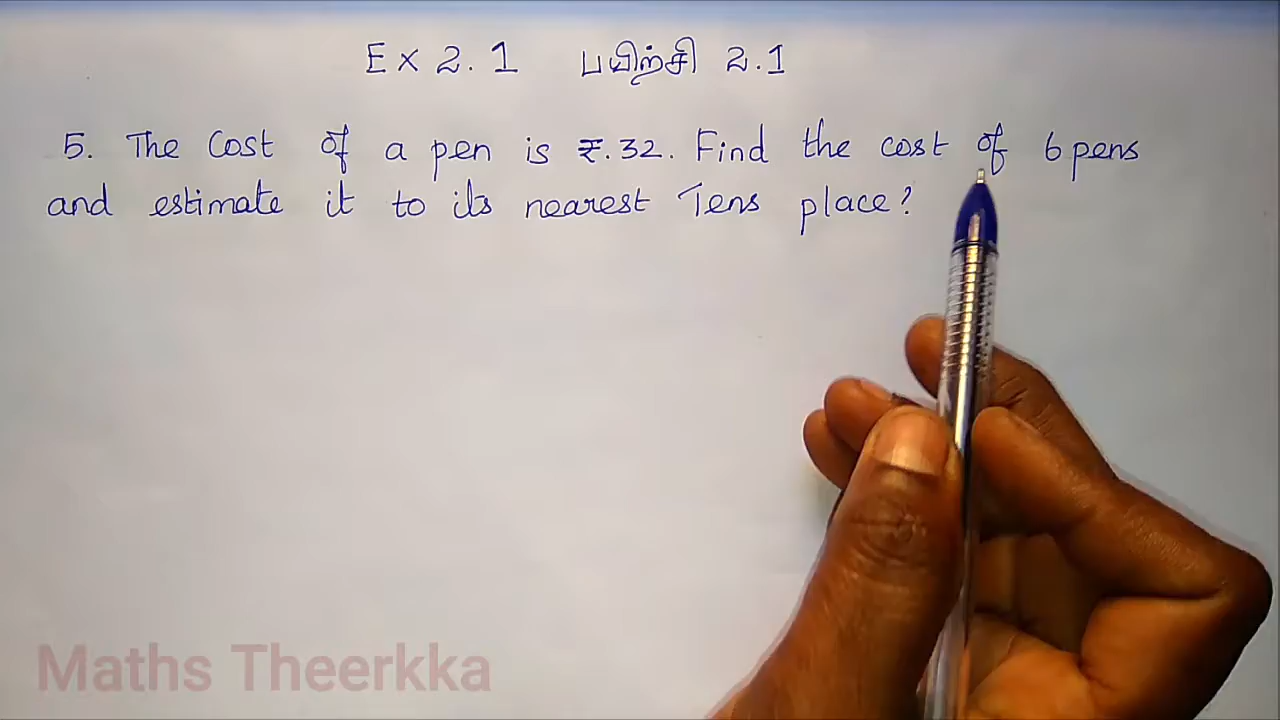 Ex 2.1 பயிற்சி 2.1
5. The Cost of a pen is ₹.32. Find the cost of 6 pens
and estimate it to its nearest Tens place?
Maths Theerkka